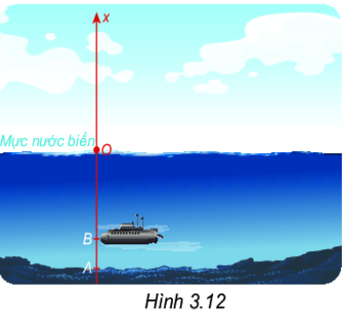 x
Mực nước biển
O
B
A
Hình 3.12